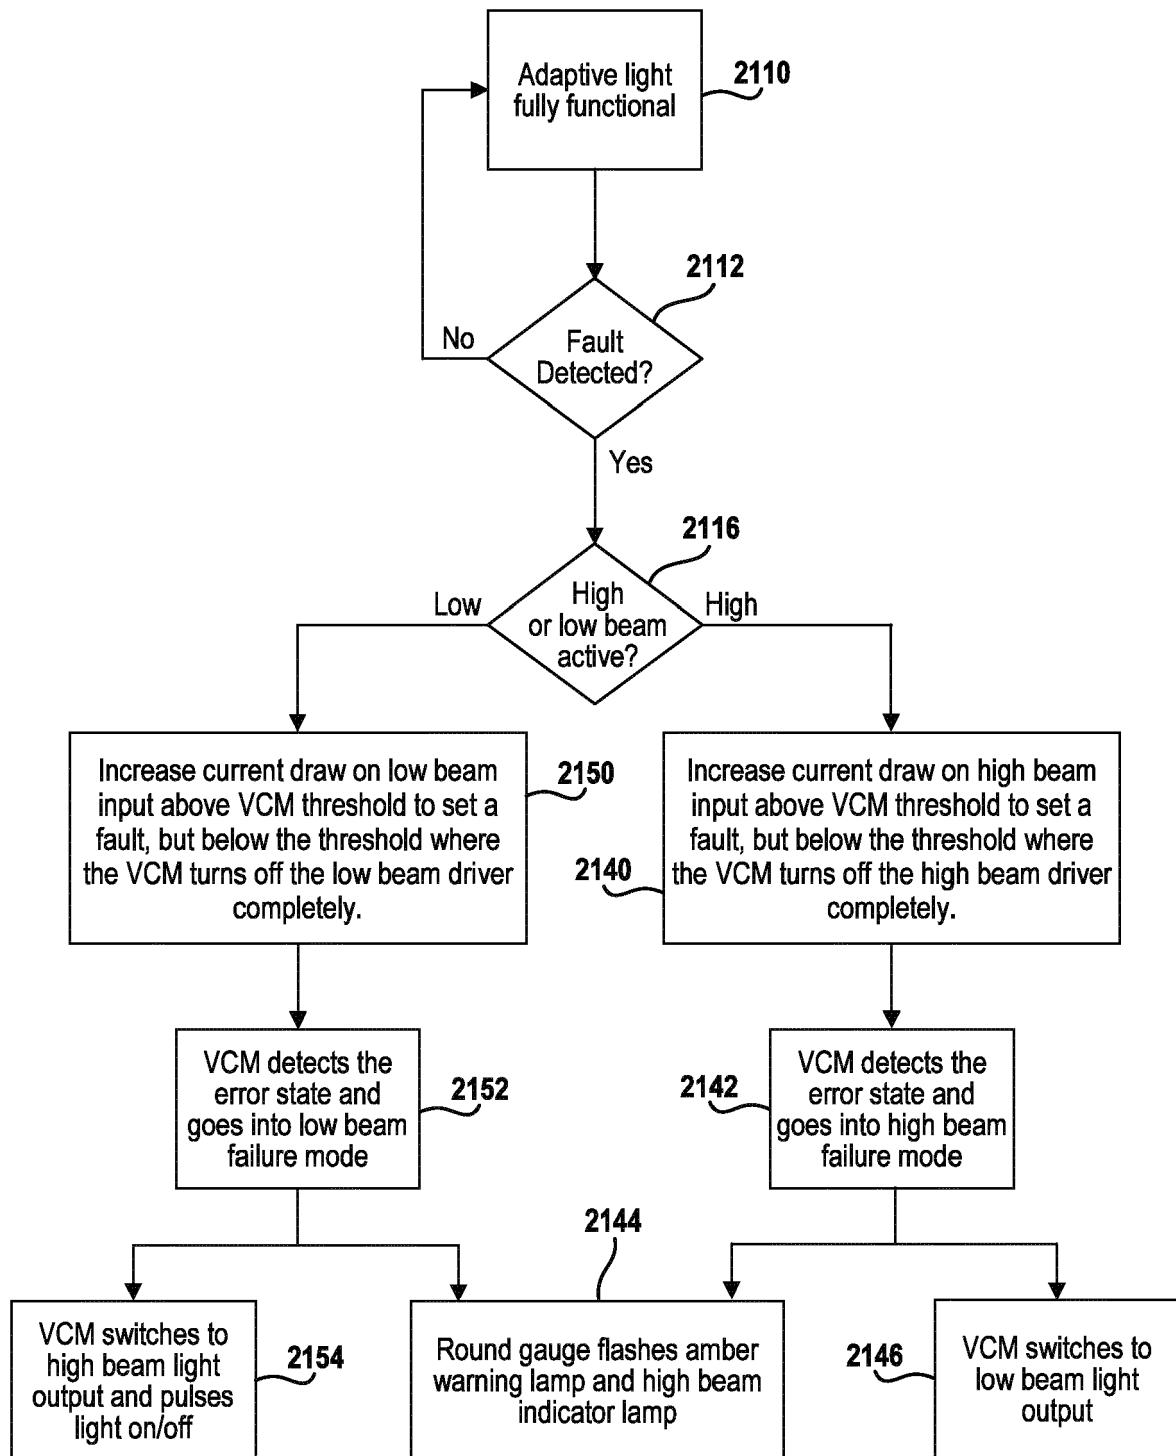 Adaptive light
fully functional
2110
2112
Fault
Detected?
No
Yes
2116
High
or low beam
active?
Low
High
Increase current draw on low beam
input above VCM threshold to set a
fault, but below the threshold where
the VCM turns off the low beam driver
completely.
2150
Increase current draw on high beam
input above VCM threshold to set a
fault, but below the threshold where
the VCM turns off the high beam driver
completely.
2140
VCM detects the
error state and
goes into low beam
failure mode
2152
VCM detects the
error state and
goes into high beam
failure mode
2142
2144
VCM switches to
high beam light
output and pulses
light on/off
2154
Round gauge flashes amber
warning lamp and high beam
indicator lamp
2146
VCM switches to
low beam light
output